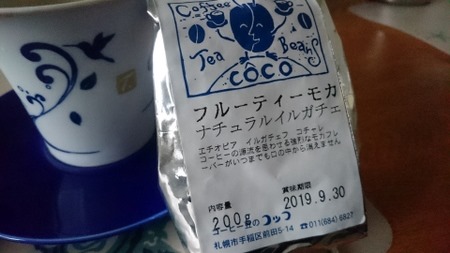 Coffee
Tea Beans
COCO
フルーティーモカ
ナチュラルイルガチェ
エチオピア イルガチェフ コチャレ
コーヒーの源流を思わせる強烈なモカフレ
ーバーがいつまでも口の中から消えません
内容量 賞味期限
200g 2019.9.30
コーヒー豆のコッコ ☎ 011(684)6827
札幌市手稲区前田5-14